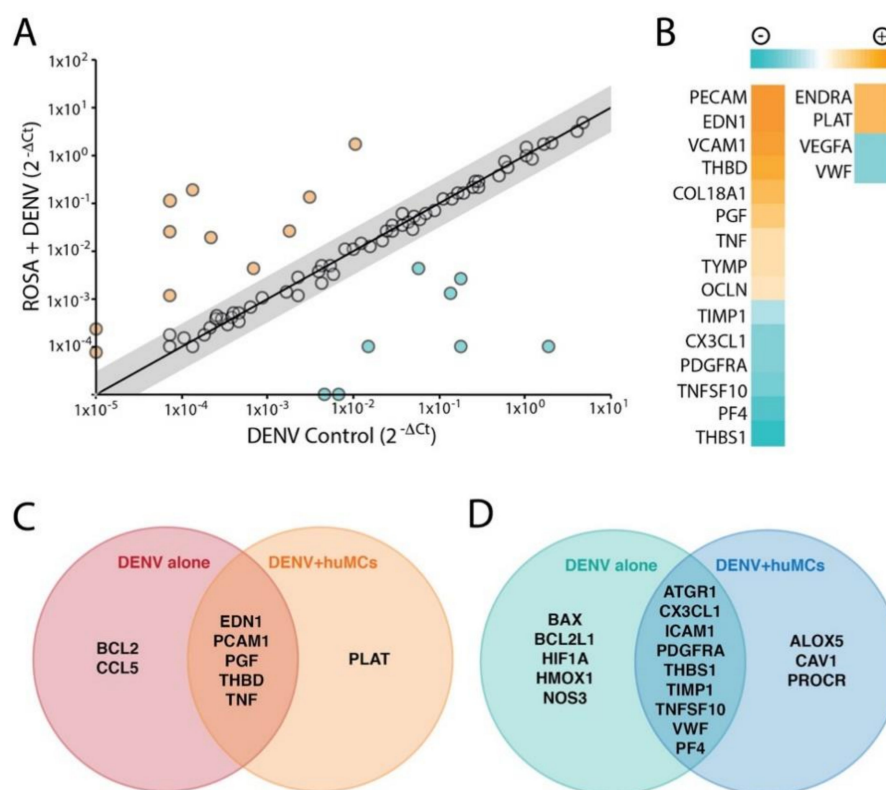 A
ROSA + DENV (2^-ΔCt)
1x10^2
1x10^1
1x10^0
1x10^-1
1x10^-2
1x10^-3
1x10^-4
1x10^-5
1x10^-4
1x10^-3
1x10^-2
1x10^-1
1x10^0
1x10^1
DENV Control (2^-ΔCt)
B
-
+
PECAM
EDN1
VCAM1
THBD
COL18A1
PGF
TNF
TYMP
OCLN
TIMP1
CX3CL1
PDGFRA
TNFSF10
PF4
THBS1
ENDRA
PLAT
VEGFA
VWF
C
DENV alone
DENV+huMCs
BCL2
CCL5
EDN1
PCAM1
PGF
THBD
TNF
PLAT
D
DENV alone
DENV+huMCs
BAX
BCL2L1
HIF1A
HMOX1
NOS3
ATGR1
CX3CL1
ICAM1
PDGFRA
THBS1
TIMP1
TNFSF10
VWF
PF4
ALOX5
CAV1
PROCR